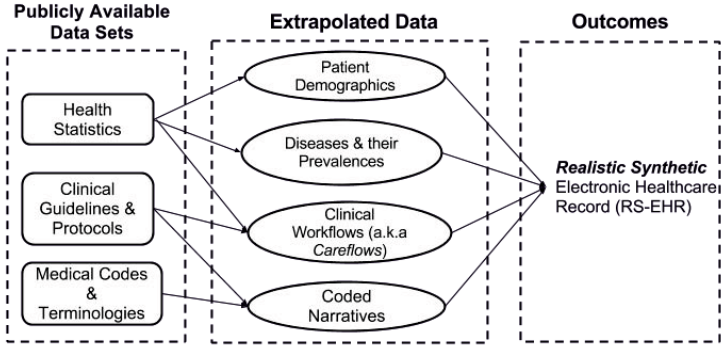 Publicly Available
Data Sets
Extrapolated Data
Outcomes
Health
Statistics
Clinical
Guidelines &
Protocols
Medical Codes
&
Terminologies
Patient
Demographics
Diseases & their
Prevalences
Clinical
Workflows (a.k.a
Careflows)
Coded
Narratives
Realistic Synthetic
Electronic Healthcare
Record (RS-EHR)